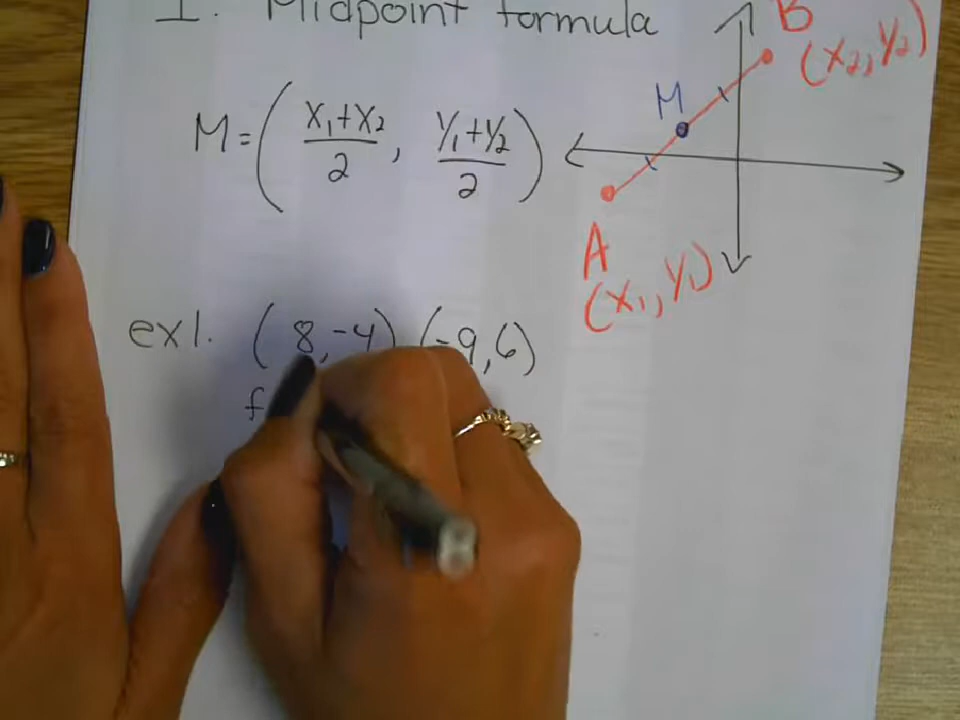 I. Midpoint formula
B
(x₂, y₂)
M = (x₁+x₂/2, y₁+y₂/2)
M
A
(x₁, y₁)
ex1. (8, -4) (-9, 6)
f